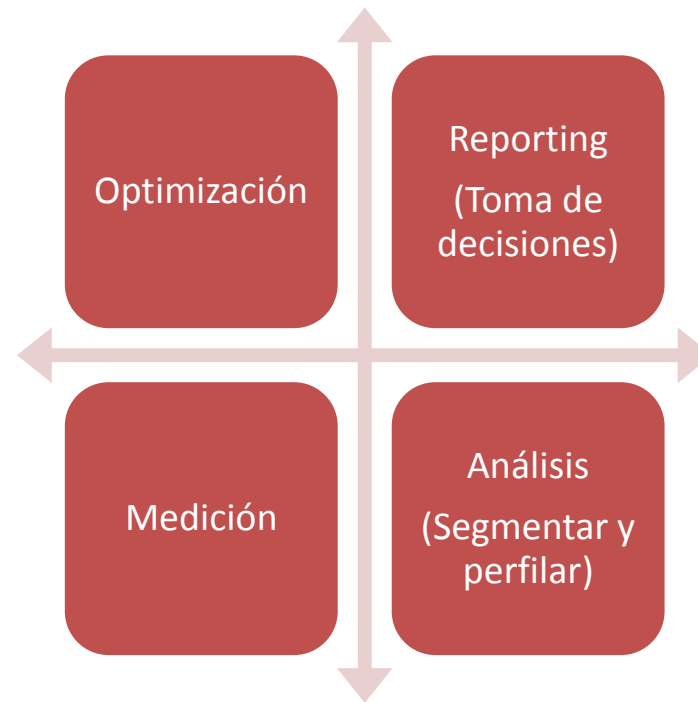 Optimización
Reporting
(Toma de
decisiones)
Medición
Análisis
(Segmentar y
perfilar)